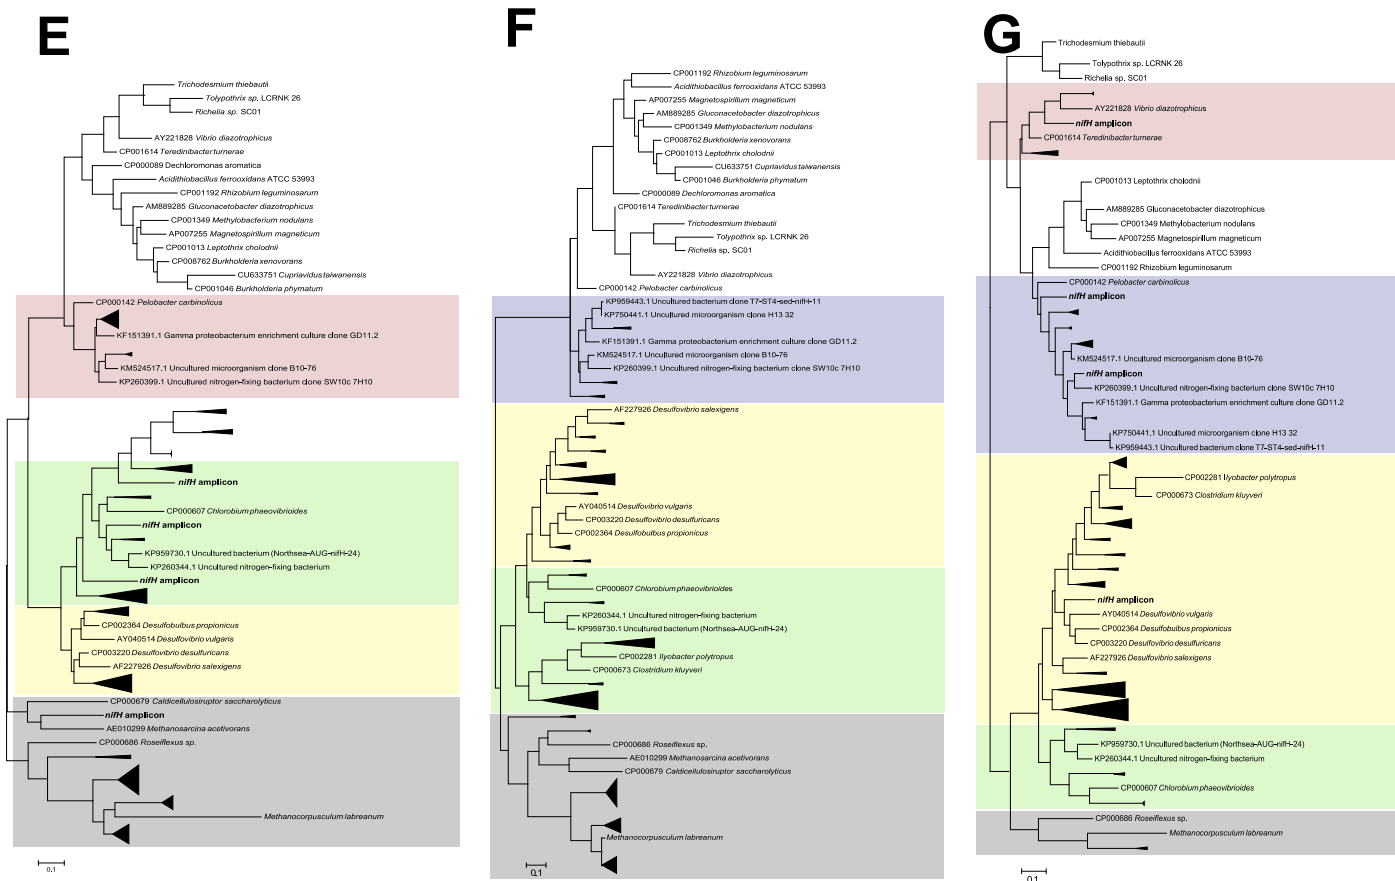 E
Trichodesmium thiebautii
Tolypothrix sp. LCRNK 26
Richelia sp. SC01
AY221828 Vibrio diazotrophicus
CP001614 Teredinibacter turnerae
CP000089 Dechloromonas aromatica
Acidithiobacillus ferrooxidans ATCC 53993
CP001192 Rhizobium leguminosarum
AM889285 Gluconacetobacter diazotrophicus
CP001349 Methylobacterium nodulans
AP007255 Magnetospirillum magneticum
CP001013 Leptothrix cholodnii
CP008762 Burkholderia xenovorans
CU633751 Cupriavidus taiwanensis
CP001046 Burkholderia phymatum
CP000142 Pelobacter carbinolicus
KF151391.1 Gamma proteobacterium enrichment culture clone GD11.2
KM524517.1 Uncultured microorganism clone B10-76
KP260399.1 Uncultured nitrogen-fixing bacterium clone SW10c 7H10
nifH amplicon
CP000607 Chlorobium phaeovibrioides
nifH amplicon
KP959730.1 Uncultured bacterium (Northsea-AUG-nifH-24)
KP260344.1 Uncultured nitrogen-fixing bacterium
nifH amplicon
CP002364 Desulfobulbus propionicus
AY040514 Desulfovibrio vulgaris
CP003220 Desulfovibrio desulfuricans
AF227926 Desulfovibrio salexigens
CP000679 Caldicellulosiruptor saccharolyticus
nifH amplicon
AE010299 Methanosarcina acetivorans
CP000686 Roseiflexus sp.
Methanocorpusculum labreanum
0.1
F
CP001192 Rhizobium leguminosarum
Acidithiobacillus ferrooxidans ATCC 53993
AP007255 Magnetospirillum magneticum
AM889285 Gluconacetobacter diazotrophicus
CP001349 Methylobacterium nodulans
CP008762 Burkholderia xenovorans
CP001013 Leptothrix cholodnii
CU633751 Cupriavidus taiwanensis
CP001046 Burkholderia phymatum
CP000089 Dechloromonas aromatica
CP001614 Teredinibacter turnerae
Trichodesmium thiebautii
Tolypothrix sp. LCRNK 26
Richelia sp. SC01
AY221828 Vibrio diazotrophicus
CP000142 Pelobacter carbinolicus
KP959443.1 Uncultured bacterium clone T7-ST4-sed-nifH-11
KP750441.1 Uncultured microorganism clone H13 32
KF151391.1 Gamma proteobacterium enrichment culture clone GD11.2
KM524517.1 Uncultured microorganism clone B10-76
KP260399.1 Uncultured nitrogen-fixing bacterium clone SW10c 7H10
AF227926 Desulfovibrio salexigens
AY040514 Desulfovibrio vulgaris
CP003220 Desulfovibrio desulfuricans
CP002364 Desulfobulbus propionicus
CP000607 Chlorobium phaeovibrioides
KP260344.1 Uncultured nitrogen-fixing bacterium
KP959730.1 Uncultured bacterium (Northsea-AUG-nifH-24)
CP002281 Ilyobacter polytropus
CP000673 Clostridium kluyveri
CP000686 Roseiflexus sp.
AE010299 Methanosarcina acetivorans
CP000679 Caldicellulosiruptor saccharolyticus
Methanocorpusculum labreanum
0.1
G
Trichodesmium thiebautii
Tolypothrix sp. LCRNK 26
Richelia sp. SC01
AY221828 Vibrio diazotrophicus
nifH amplicon
CP001614 Teredinibacter turnerae
CP001013 Leptothrix cholodnii
AM889285 Gluconacetobacter diazotrophicus
CP001349 Methylobacterium nodulans
AP007255 Magnetospirillum magneticum
Acidithiobacillus ferrooxidans ATCC 53993
CP001192 Rhizobium leguminosarum
CP000142 Pelobacter carbinolicus
nifH amplicon
KM524517.1 Uncultured microorganism clone B10-76
nifH amplicon
KP260399.1 Uncultured nitrogen-fixing bacterium clone SW10c 7H10
KF151391.1 Gamma proteobacterium enrichment culture clone GD11.2
KP750441.1 Uncultured microorganism clone H13 32
KP959443.1 Uncultured bacterium clone T7-ST4-sed-nifH-11
CP002281 Ilyobacter polytropus
CP000673 Clostridium kluyveri
nifH amplicon
AY040514 Desulfovibrio vulgaris
CP002364 Desulfobulbus propionicus
CP003220 Desulfovibrio desulfuricans
AF227926 Desulfovibrio salexigens
KP959730.1 Uncultured bacterium (Northsea-AUG-nifH-24)
KP260344.1 Uncultured nitrogen-fixing bacterium
CP000607 Chlorobium phaeovibrioides
CP000686 Roseiflexus sp.
Methanocorpusculum labreanum
0.1